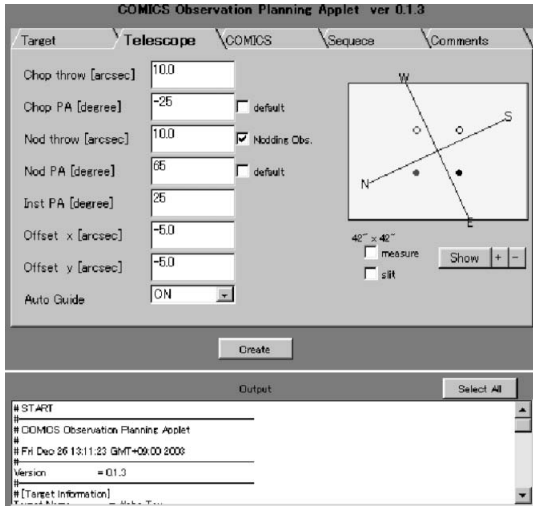 COMICS Observation Planning Applet ver 0.1.3
Target Telescope COMICS Sequece Comments
Chop throw [arcsec] 10.0
Chop PA [degree] -25 default
Nod throw [arcsec] 10.0 Nodding Obs.
Nod PA [degree] 65 default
Inst PA [degree] 25
Offset x [arcsec] -5.0
Offset y [arcsec] -5.0
Auto Guide ON
W
S
N
E
42" x 42"
measure
slit
Show + -
Create
Output Select All
# START
#
# COMICS Observation Planning Applet
#
# Fri Dec 26 13:11:23 GMT+09:00 2003
#
Version = 0.1.3
#
# [Target Information]
Target Name =